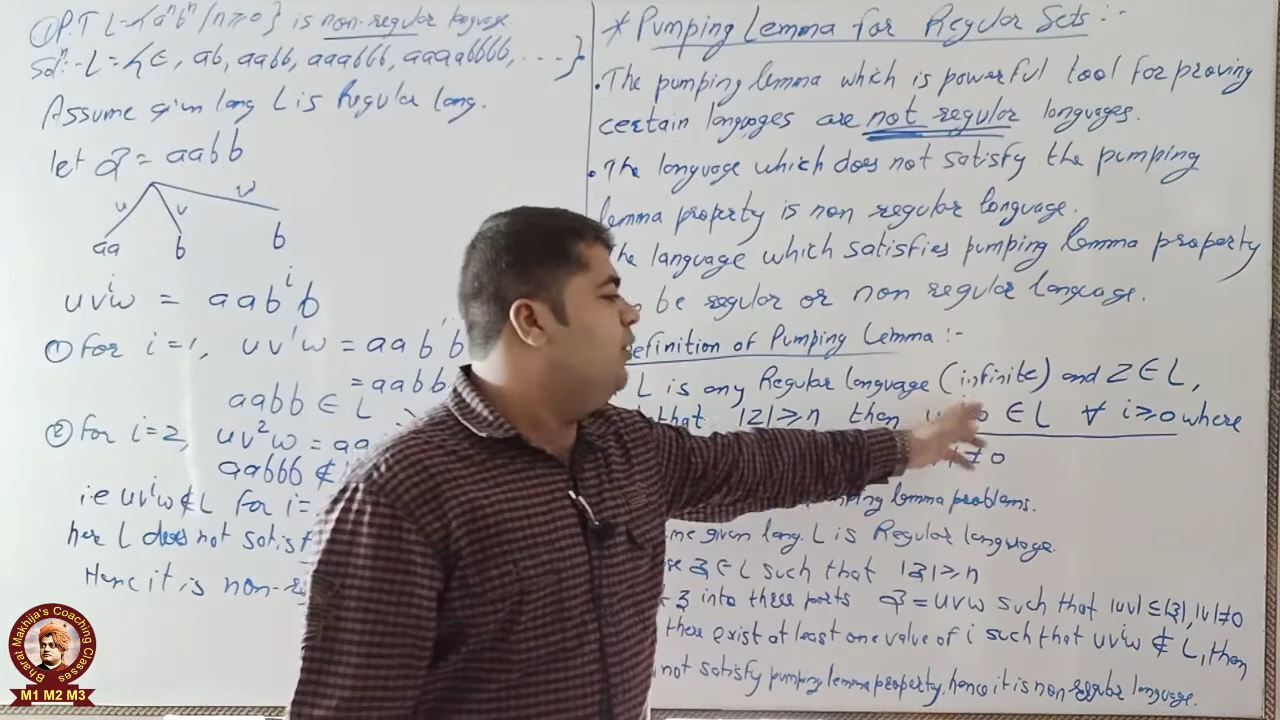 ① P.T L = {aⁿbⁿ / n≥0} is non-regular language.
Solⁿ:- L = {∈, ab, aabb, aaabbb, aaaabbbb, ....}
Assume given lang L is Regular lang.
let z = aabb
u v w
aa b b
uvⁱw = aabⁱb
① For i=1, uv¹w = aab¹b
= aabb
aabb ∈ L
② For i=2, uv²w = aa
aabbb ∉
i.e uvⁱw ∉ L for i=
here L does not satisf
Hence it is non-re
* Pumping Lemma for Regular Sets:-
. The pumping lemma which is powerful tool for proving
certain languages are not regular languages.
. The language which does not satisfy the pumping
lemma property is non regular language.
he language which satisfies pumping lemma property
be regular or non regular language.
efinition of Pumping Lemma:-
L is any Regular language (infinite) and Z ∈ L,
that |Z| ≥ n then ∈ L ∀ i≥0 where
≠0
lemma problems.
me given lang. L is Regular language.
z ∈ L such that |z| ≥ n
z into three parts z = uvw such that |uv| ≤ |z|, |v| ≠ 0
there exist at least one value of i such that uvⁱw ∉ L, then
not satisfy pumping lemma property, hence it is non regular language.
Bharat Makhija's Coaching Classes
M1 M2 M3